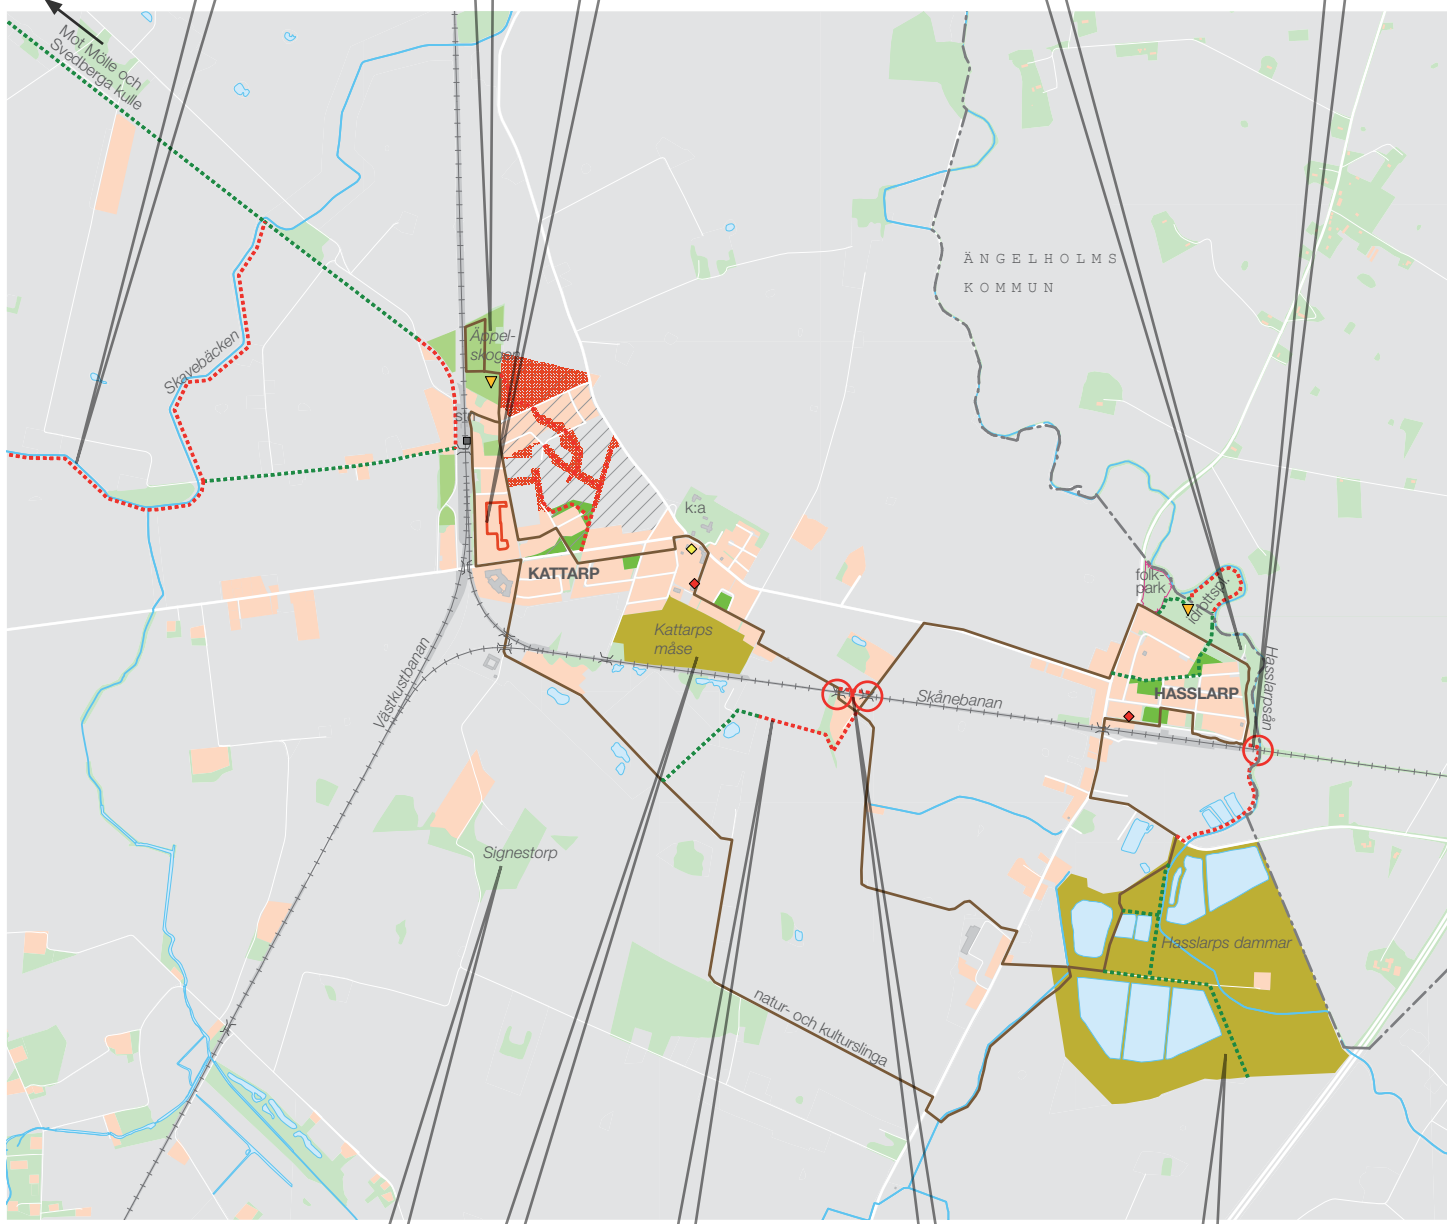 Mot Mölle och
Svedberga kulle
ÄNGELHOLMS
KOMMUN
Skavebäcken
Äppel-
skogen
stn
k:a
KATTARP
folk-
park
Idrottspl.
Kattarps
måse
Västkustbanan
Skånebanan
HASSLARP
Hasslarpsån
Signestorp
Hasslarps dammar
natur- och kulturslinga